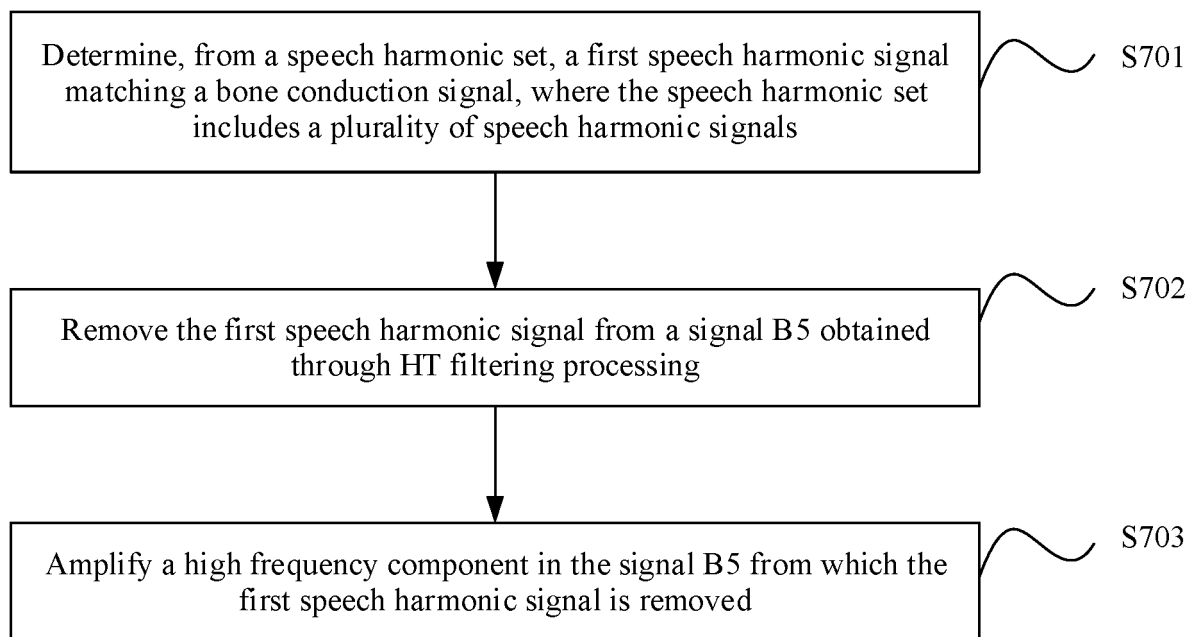 Determine, from a speech harmonic set, a first speech harmonic signal
matching a bone conduction signal, where the speech harmonic set
includes a plurality of speech harmonic signals
S701
Remove the first speech harmonic signal from a signal B5 obtained
through HT filtering processing
S702
Amplify a high frequency component in the signal B5 from which the
first speech harmonic signal is removed
S703